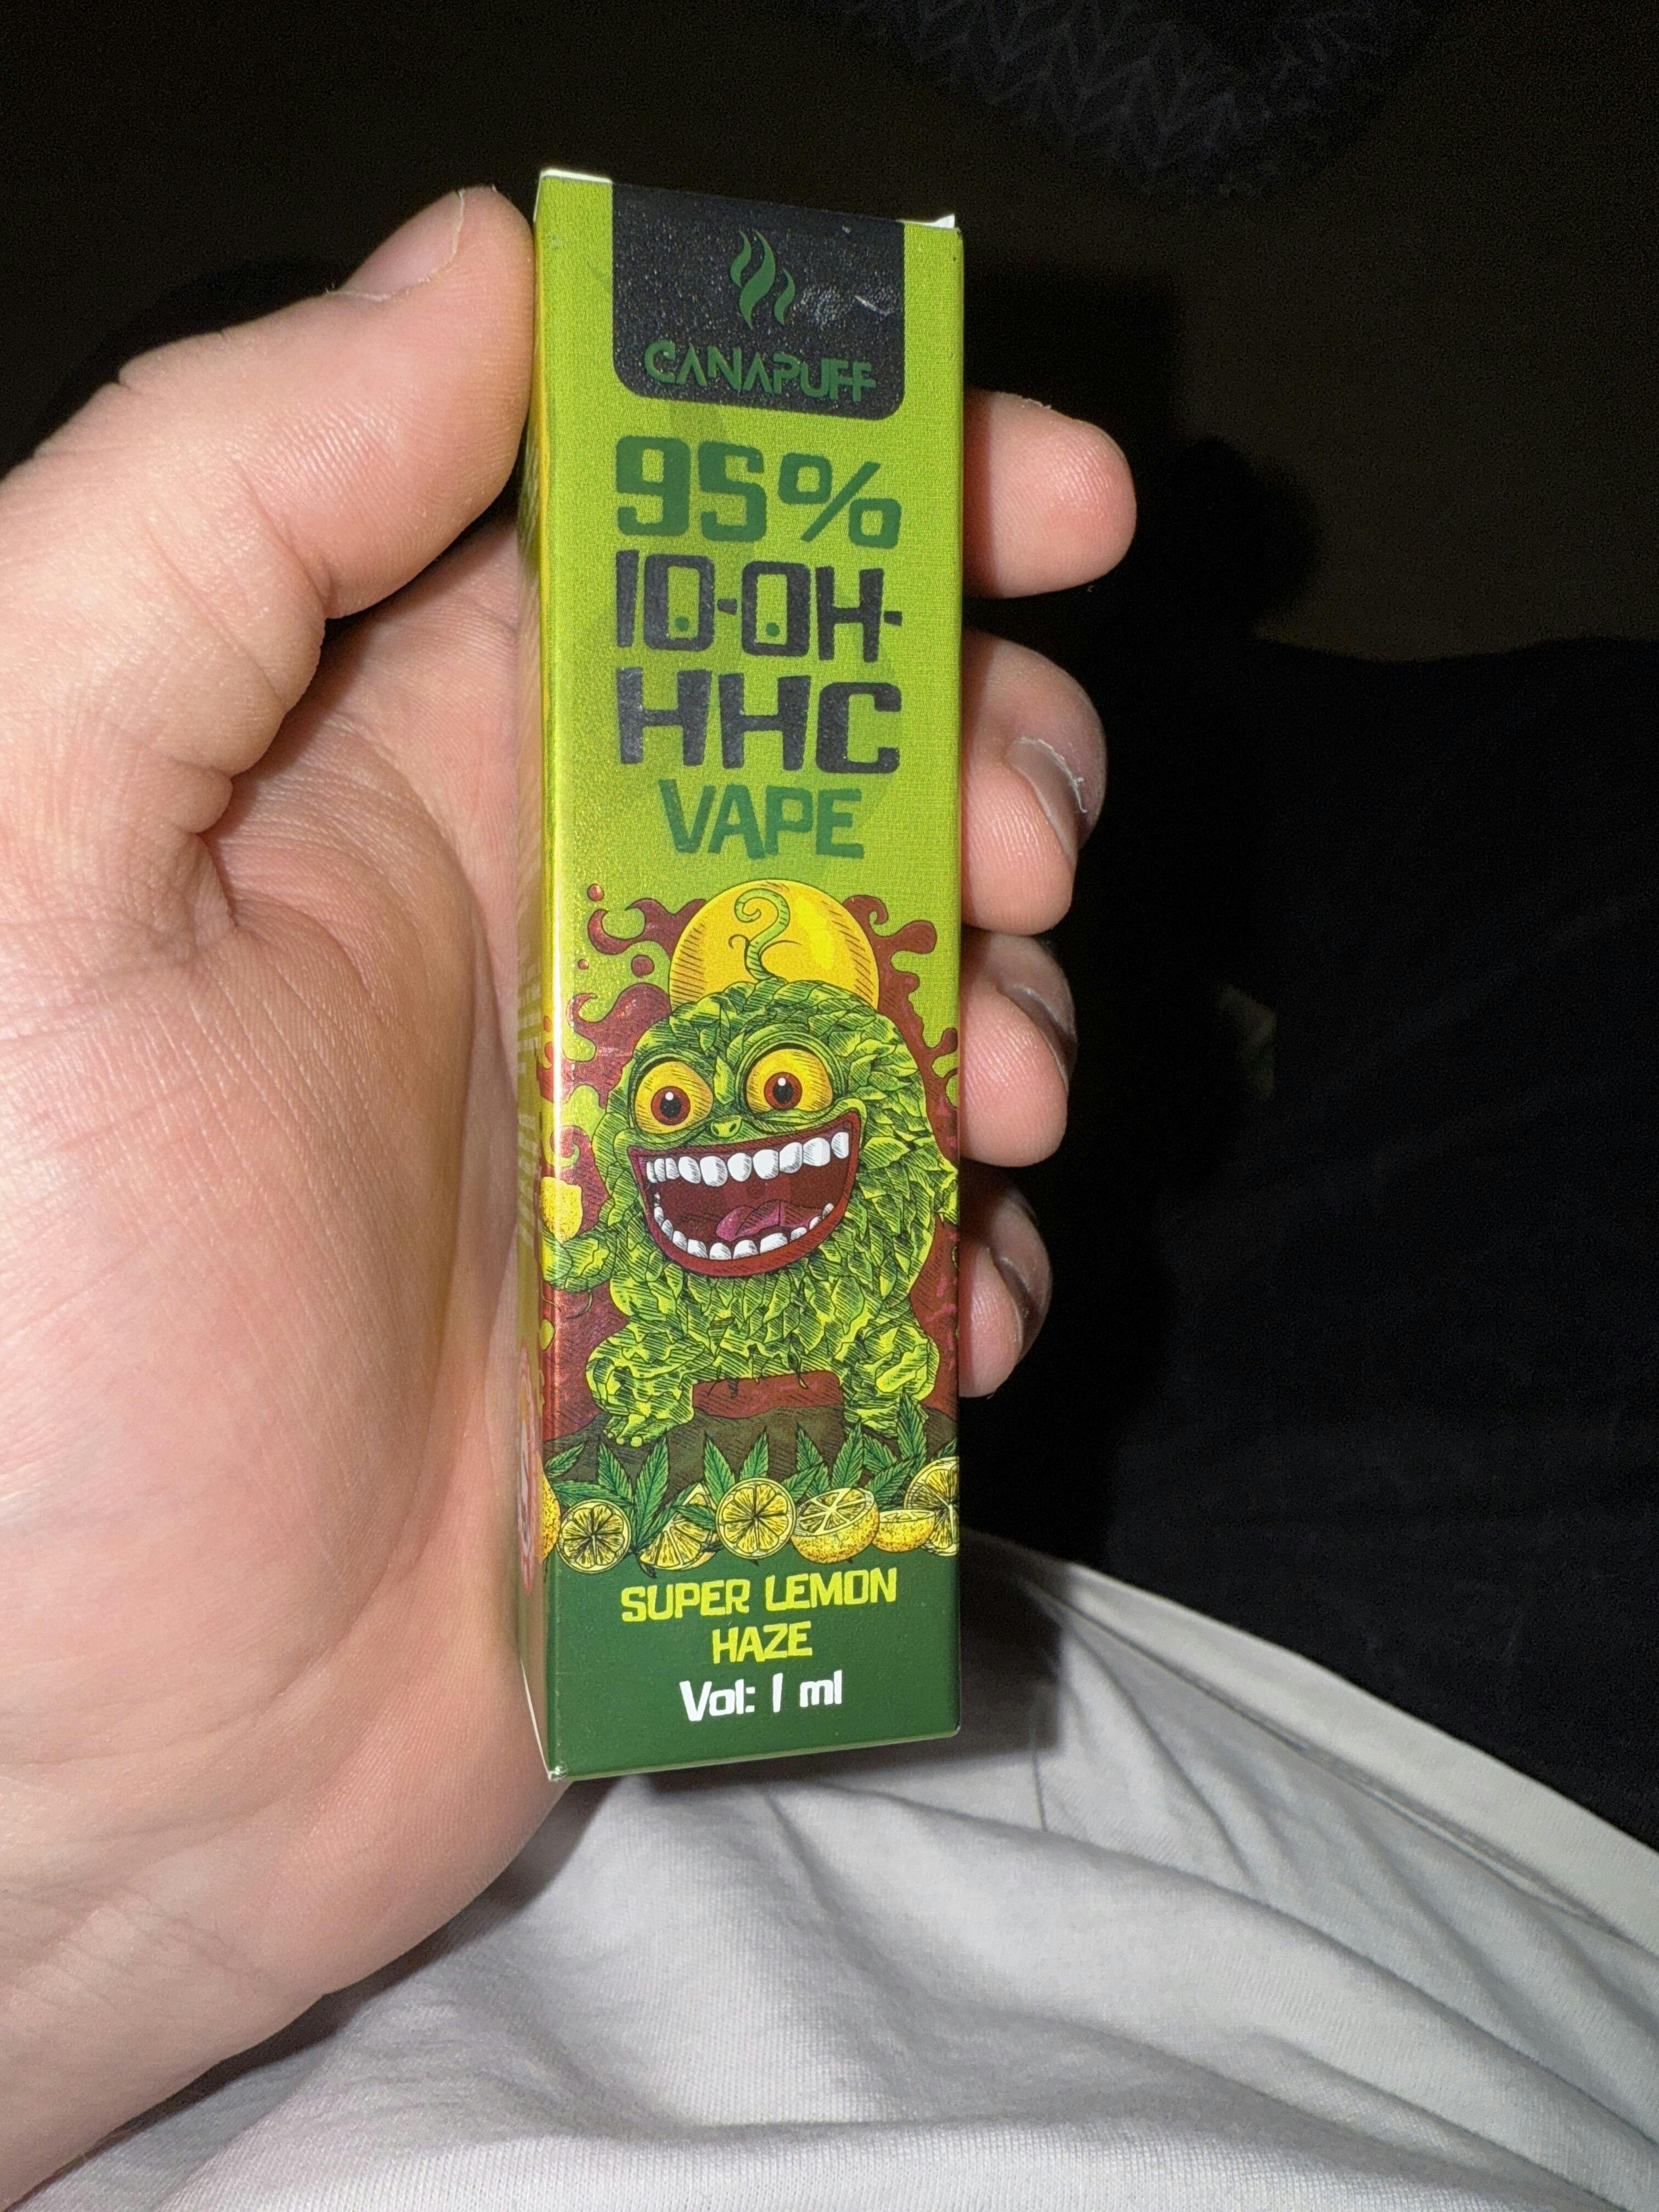 CANAPUFF
95%
10-OH-
HHC
VAPE
SUPER LEMON
HAZE
Vol: 1 ml